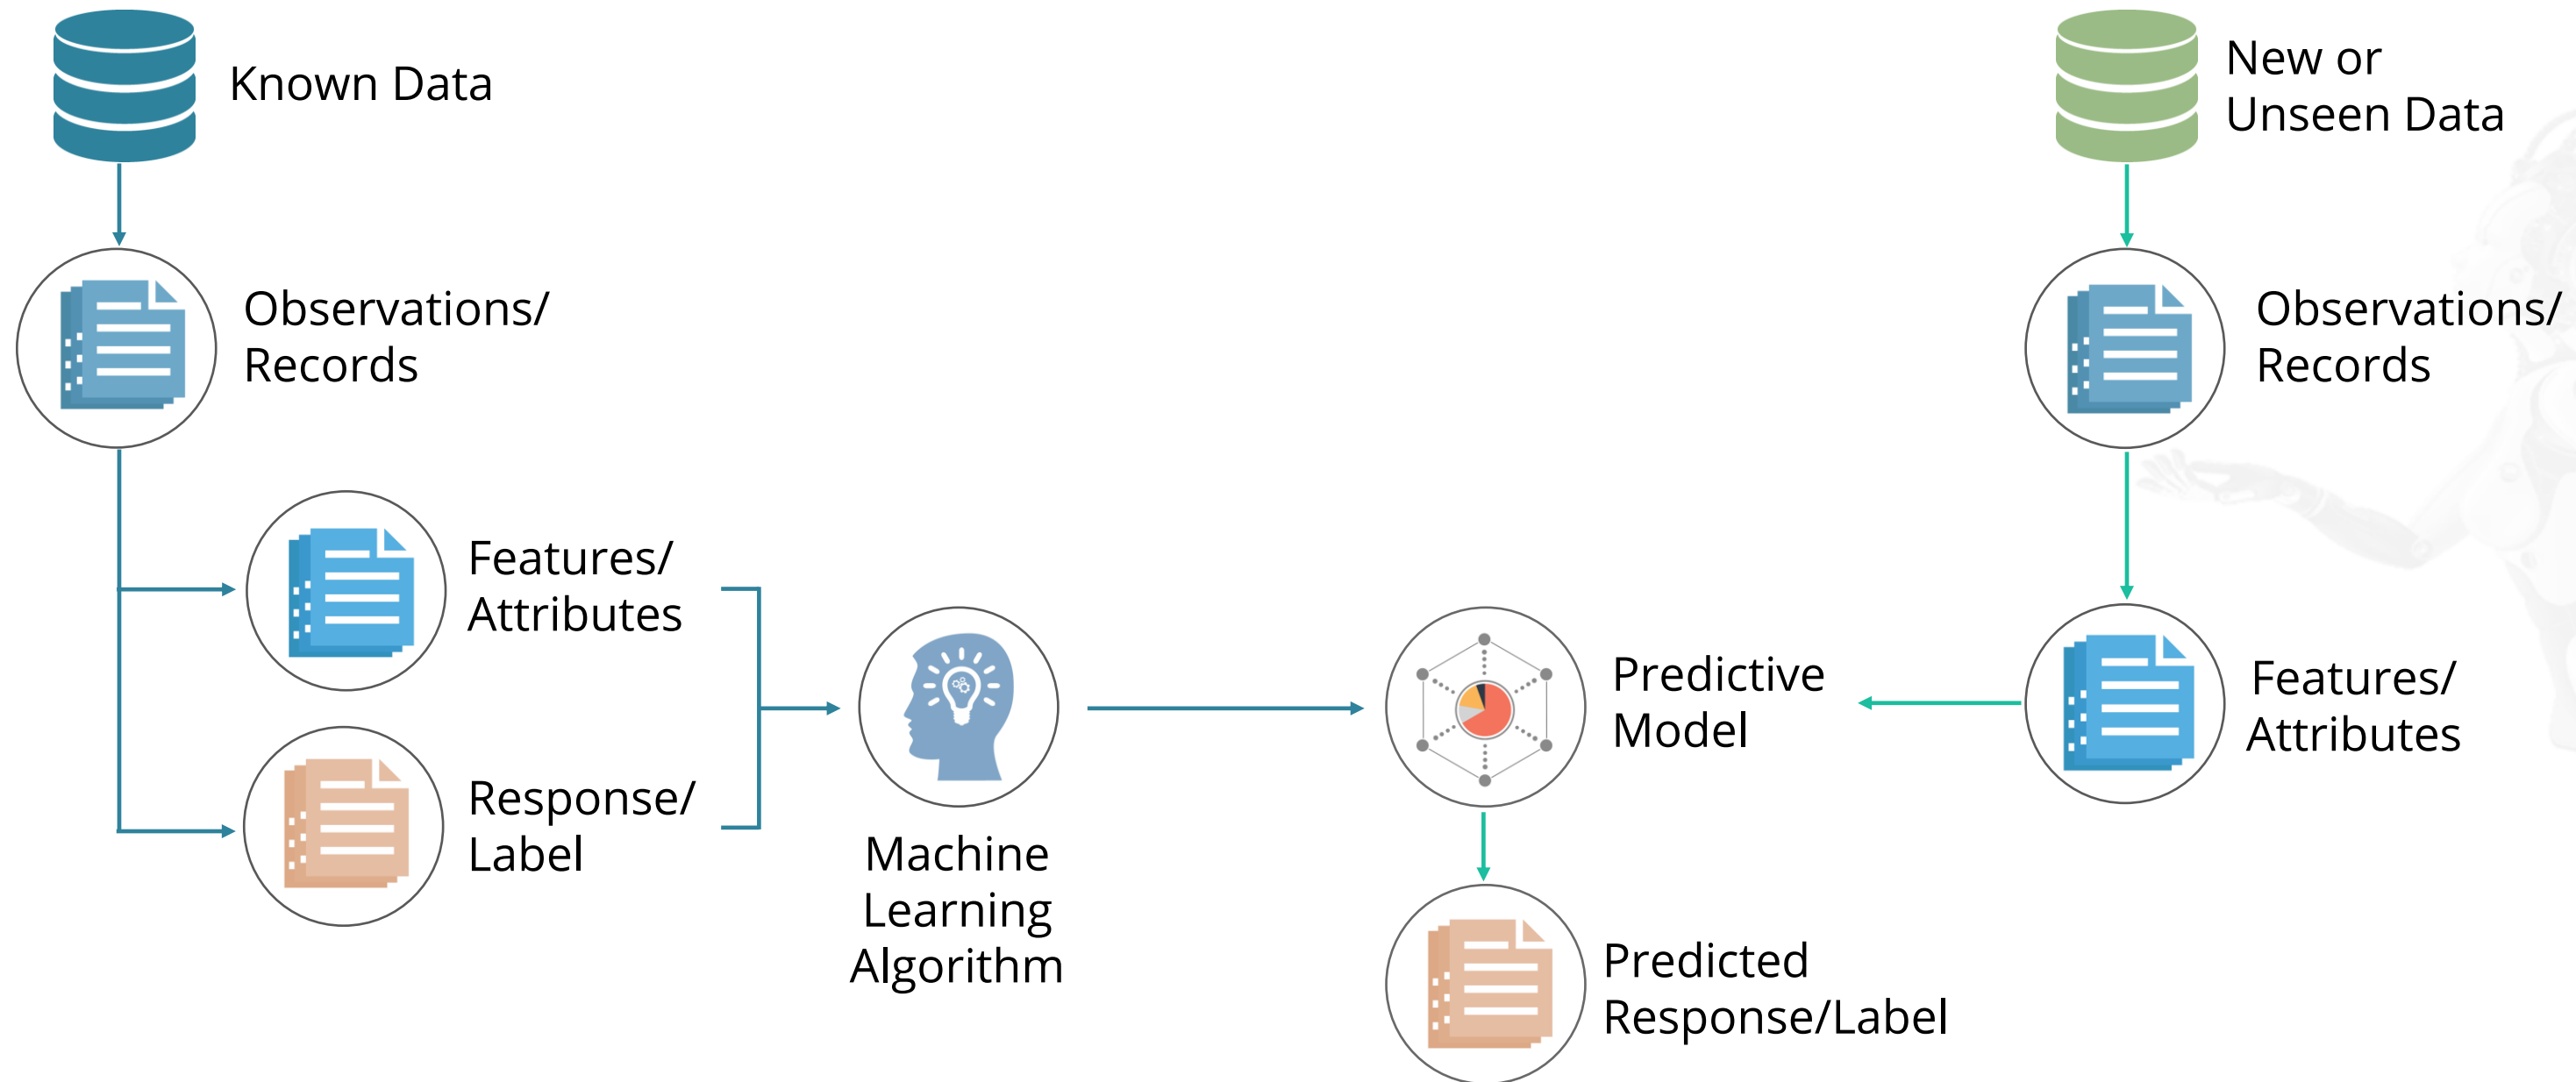 Known Data
New or
Unseen Data
Observations/
Records
Observations/
Records
Features/
Attributes
Response/
Label
Machine
Learning
Algorithm
Predictive
Model
Features/
Attributes
Predicted
Response/Label